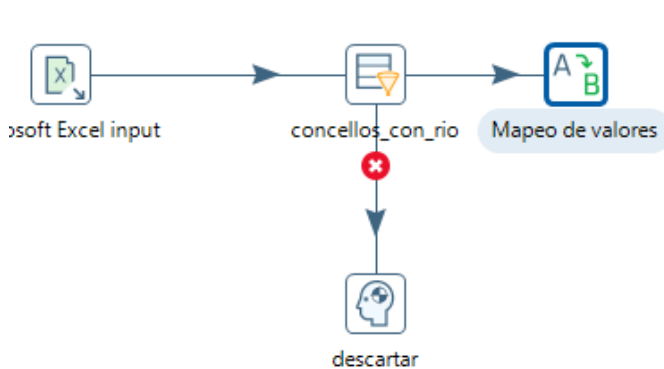 osoft Excel input
concellos_con_rio
Mapeo de valores
descartar